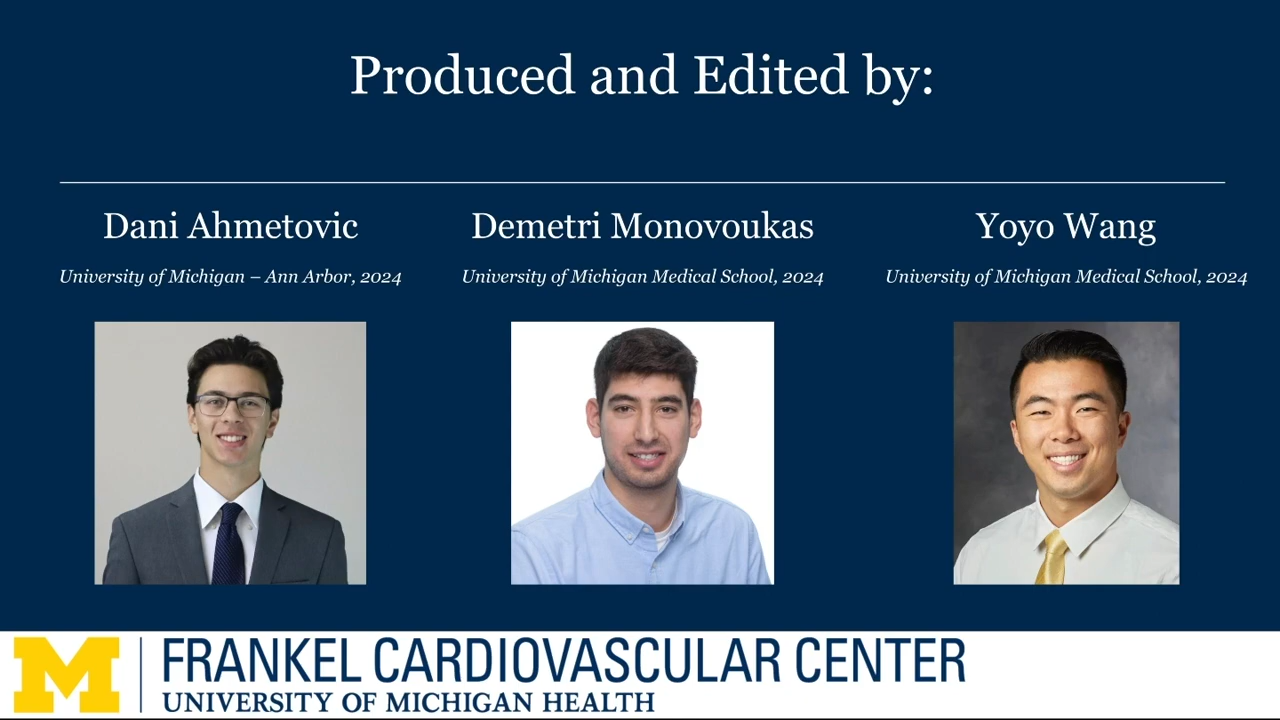 Produced and Edited by:
Dani Ahmetovic
University of Michigan – Ann Arbor, 2024
Demetri Monovoukas
University of Michigan Medical School, 2024
Yoyo Wang
University of Michigan Medical School, 2024
M
FRANKEL CARDIOVASCULAR CENTER
UNIVERSITY OF MICHIGAN HEALTH